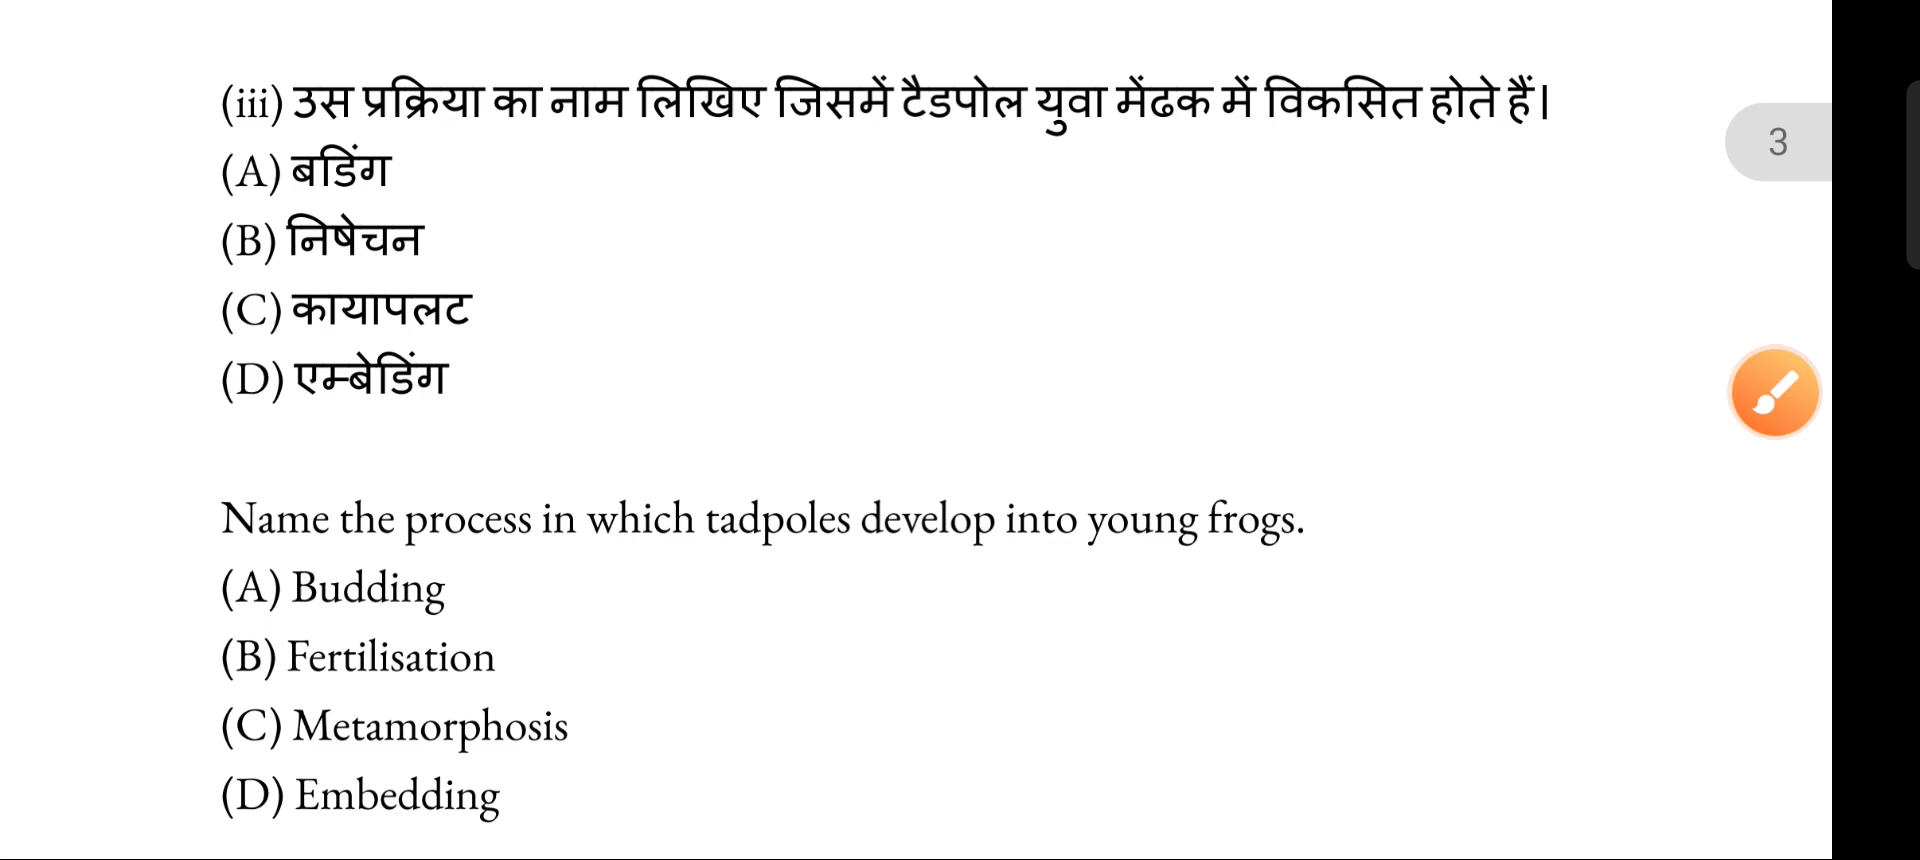 (iii) उस प्रक्रिया का नाम लिखिए जिसमें टैडपोल युवा मेंढक में विकसित होते हैं।
3
(A) बडिंग
(B) निषेचन
(C) कायापलट
(D) एम्बेडिंग
Name the process in which tadpoles develop into young frogs.
(A) Budding
(B) Fertilisation
(C) Metamorphosis
(D) Embedding